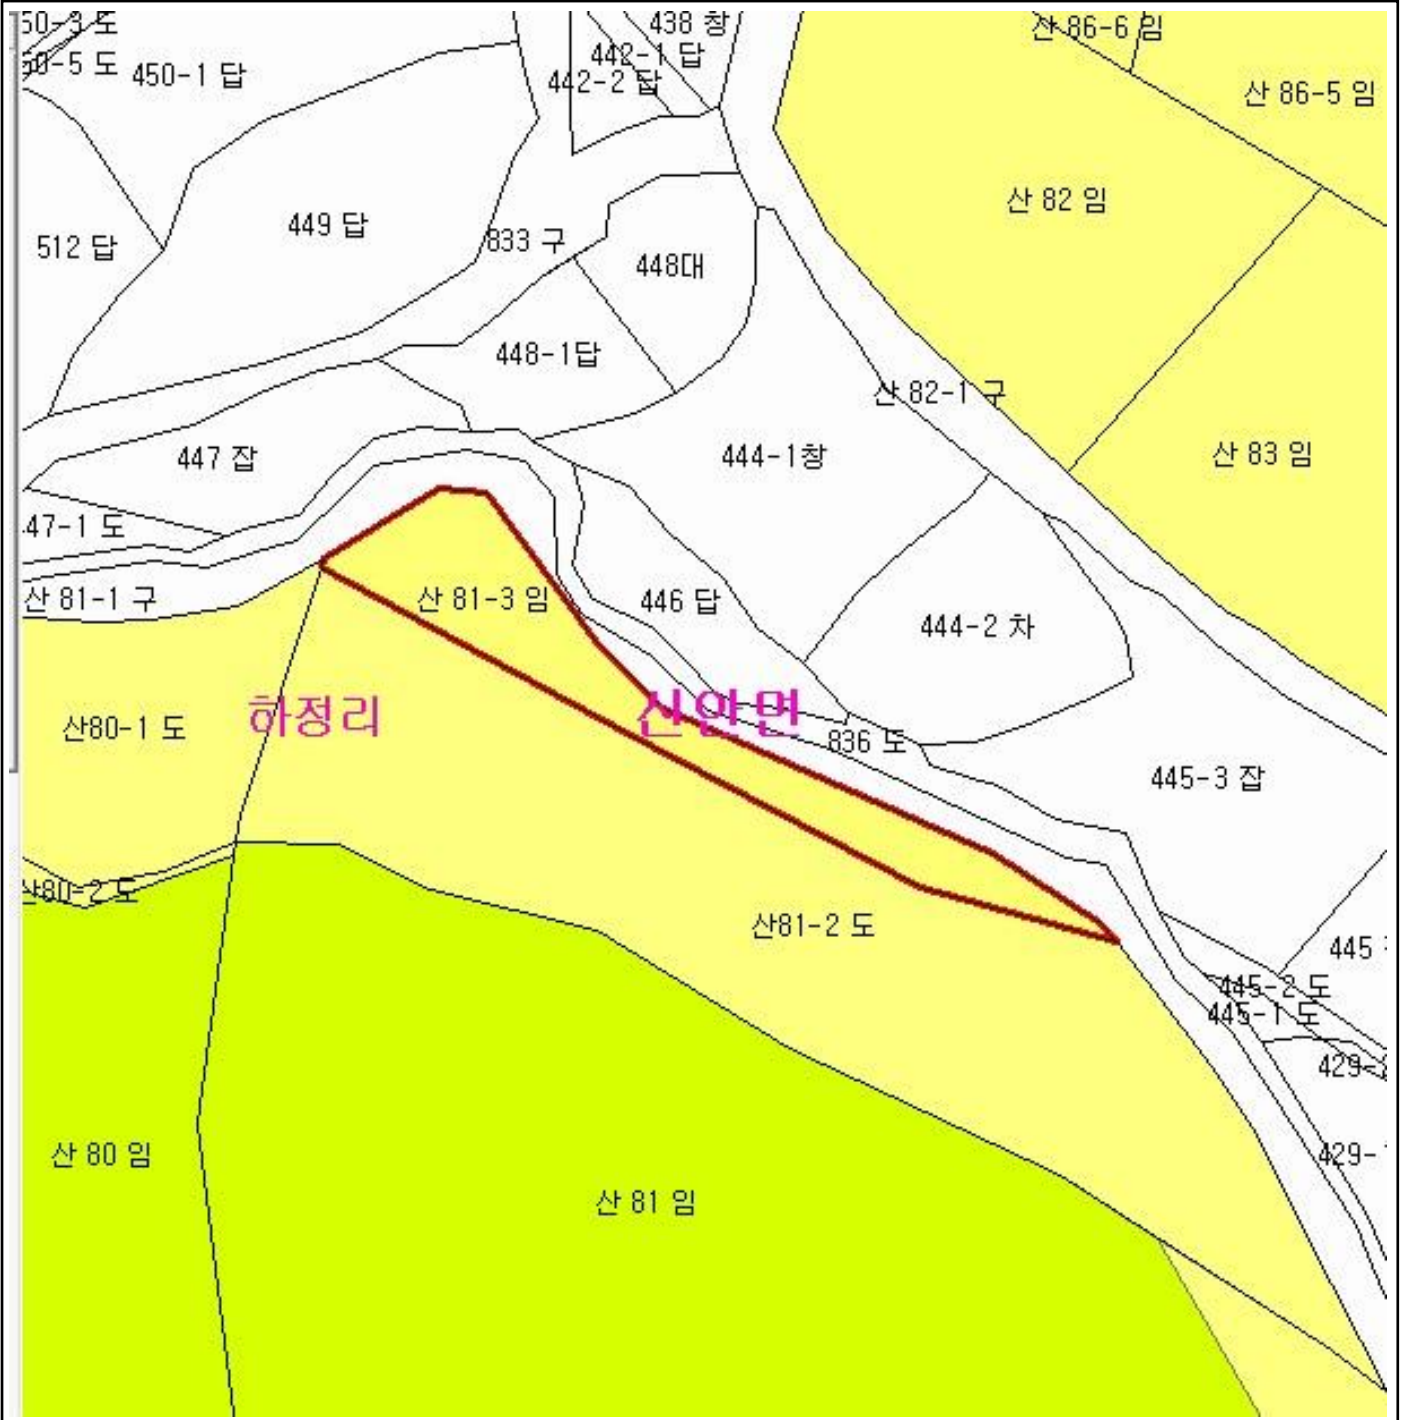 50-3 도
438 창
산 86-6 임
442-1 답
50-5 도
450-1 답
442-2 답
산 86-5 임
산 82 임
449 답
512 답
833 구
448대
448-1답
산 82-1 구
447 잡
444-1창
산 83 임
47-1 도
산 81-1 구
산 81-3 임
446 답
444-2 차
하정리
신안면
산80-1 도
836 도
445-3 잡
산80-2 도
산81-2 도
445
445-2 도
445-1 도
429-
429-
산 80 임
산 81 임